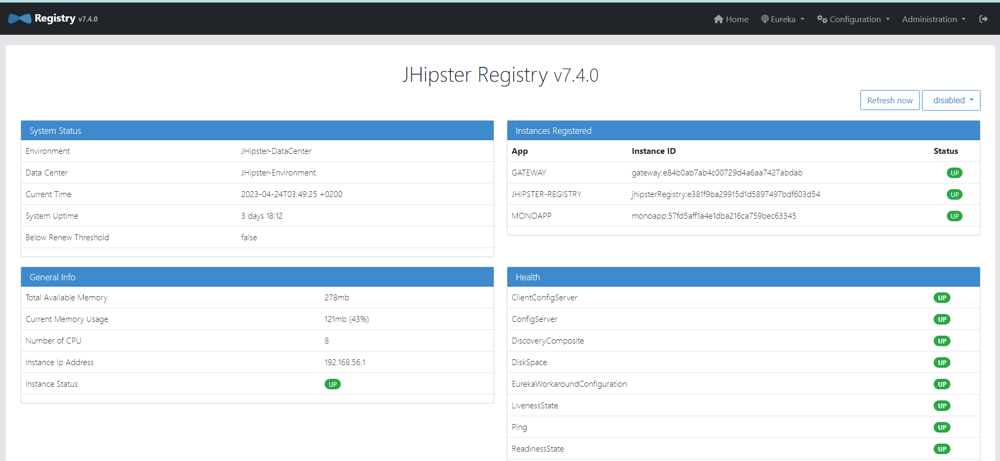 Registry v7.4.0
Home Eureka Configuration Administration
JHipster Registry v7.4.0
Refresh now disabled
System Status
Environment JHipster-DataCenter
Data Center JHipster-Environment
Current Time 2023-04-24T03:49:25 +0200
System Uptime 3 days 18:12
Below Renew Threshold false
Instances Registered
App Instance ID Status
GATEWAY gateway:e84b0ab7ab4c00729d4a6aa7427abdab UP
JHIPSTER-REGISTRY jhipsterRegistry:e381f9ba29915d1d5897497bdf603d54 UP
MONOAPP monoapp:57fd5aff1a4e1dba216ca759bec63345 UP
General Info
Total Available Memory 278mb
Current Memory Usage 121mb (43%)
Number of CPU 8
Instance Ip Address 192.168.56.1
Instance Status UP
Health
ClientConfigServer UP
ConfigServer UP
DiscoveryComposite UP
DiskSpace UP
EurekaWorkaroundConfiguration UP
LivenessState UP
Ping UP
ReadinessState UP